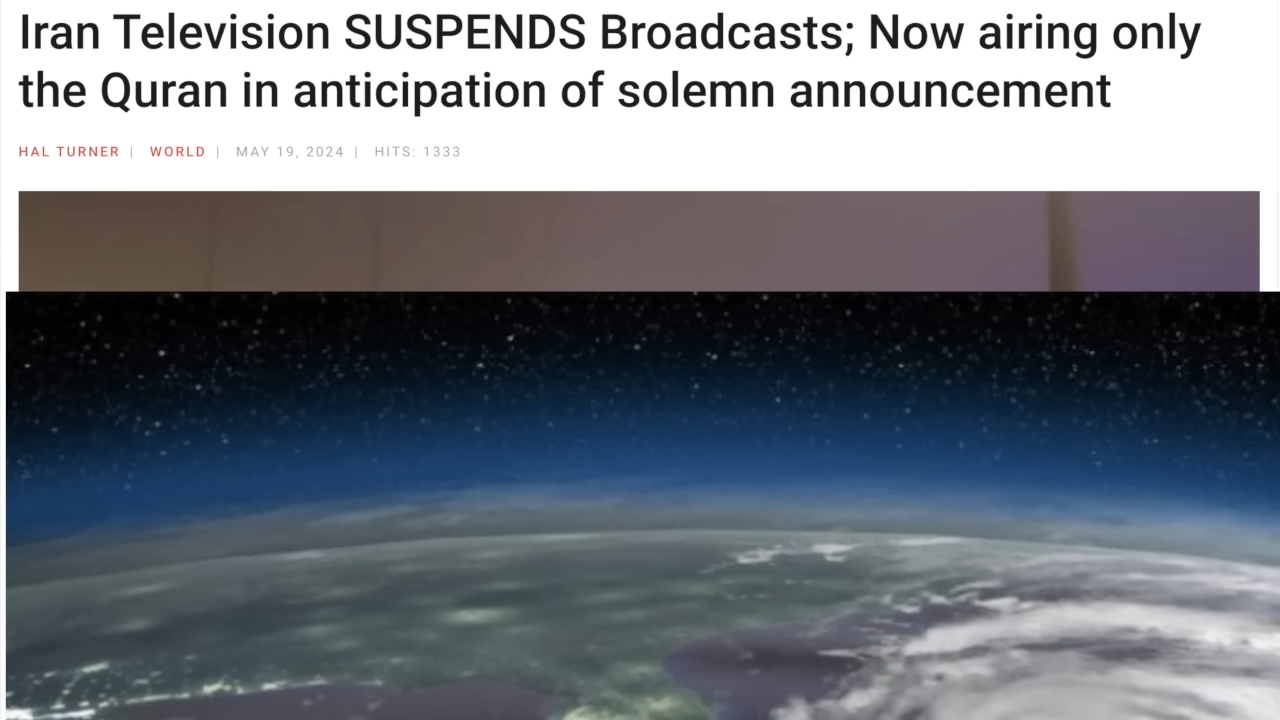 Iran Television SUSPENDS Broadcasts; Now airing only
the Quran in anticipation of solemn announcement
HAL TURNER | WORLD | MAY 19, 2024 | HITS: 1333